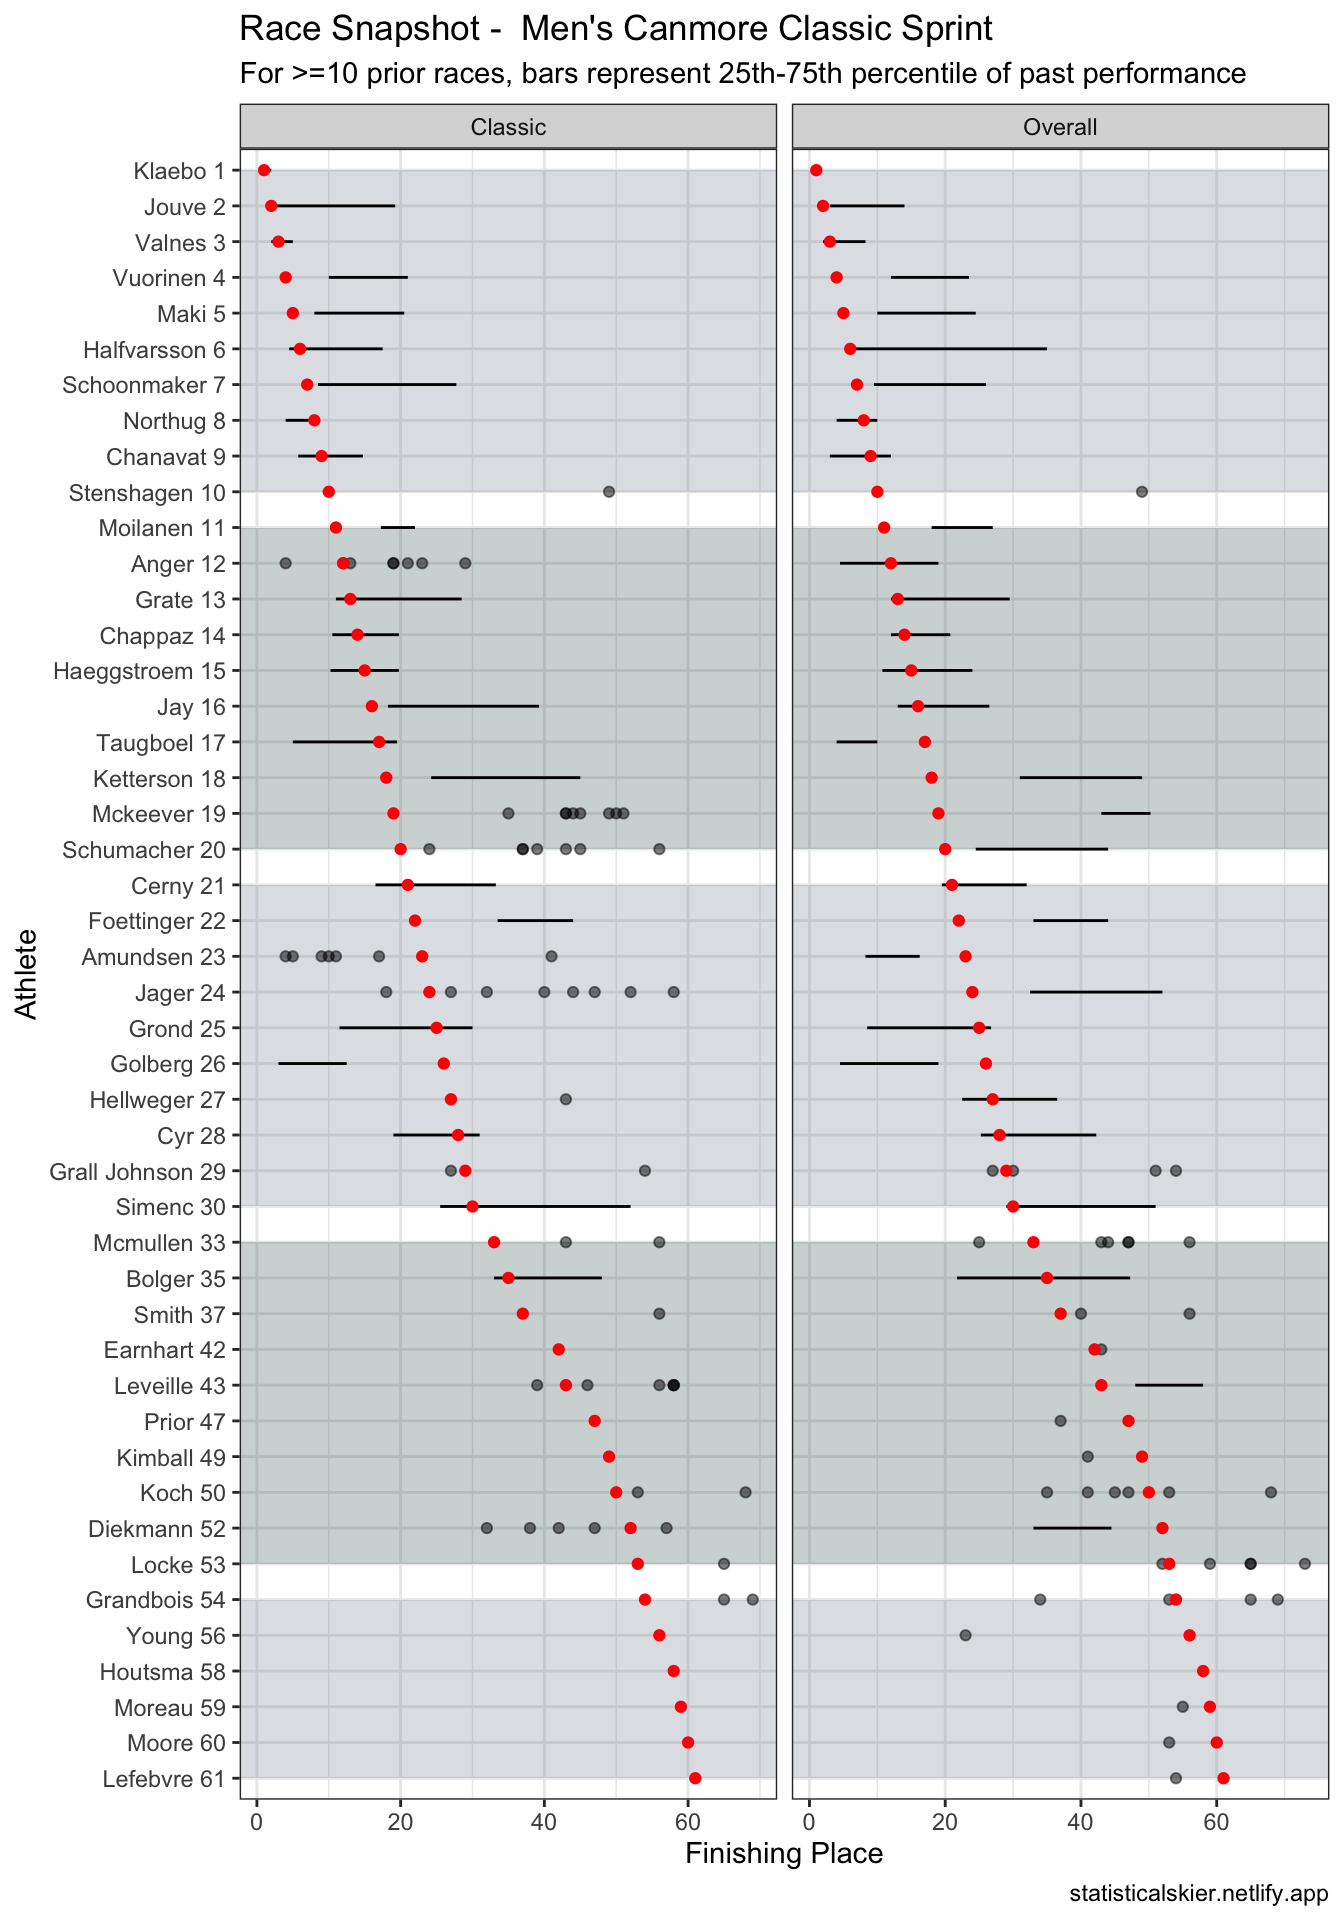 Race Snapshot -  Men's Canmore Classic Sprint
For >=10 prior races, bars represent 25th-75th percentile of past performance
Classic
Overall
Athlete
Klaebo 1
Jouve 2
Valnes 3
Vuorinen 4
Maki 5
Halfvarsson 6
Schoonmaker 7
Northug 8
Chanavat 9
Stenshagen 10
Moilanen 11
Anger 12
Grate 13
Chappaz 14
Haeggstroem 15
Jay 16
Taugboel 17
Ketterson 18
Mckeever 19
Schumacher 20
Cerny 21
Foettinger 22
Amundsen 23
Jager 24
Grond 25
Golberg 26
Hellweger 27
Cyr 28
Grall Johnson 29
Simenc 30
Mcmullen 33
Bolger 35
Smith 37
Earnhart 42
Leveille 43
Prior 47
Kimball 49
Koch 50
Diekmann 52
Locke 53
Grandbois 54
Young 56
Houtsma 58
Moreau 59
Moore 60
Lefebvre 61
0 20 40 60
0 20 40 60
Finishing Place
statisticalskier.netlify.app